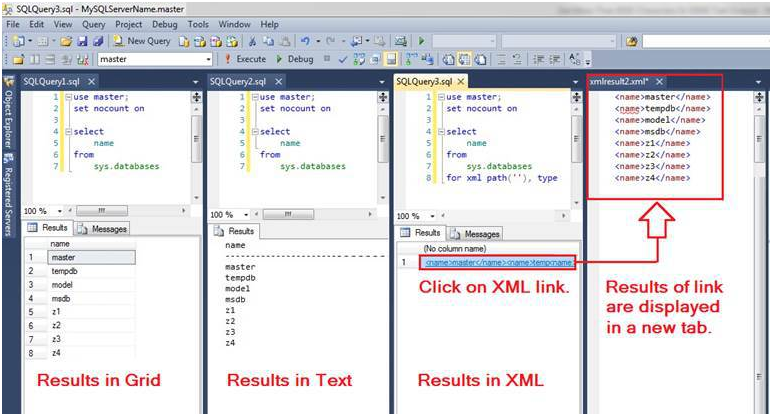 SQLQuery3.sql - MySQLServerName.master
File Edit View Query Project Debug Tools Window Help
New Query
master Execute Debug
Object Explorer
Registered Servers
SQLQuery1.sql
1 use master;
2 set nocount on
3
4 select
5 name
6 from
7 sys.databases
100 %
Results Messages
name
1 master
2 tempdb
3 model
4 msdb
5 z1
6 z2
7 z3
8 z4
Results in Grid
SQLQuery2.sql
1 use master;
2 set nocount on
3
4 select
5 name
6 from
7 sys.databases
100 %
Results
name
--------------------------------
master
tempdb
model
msdb
z1
z2
z3
z4
Results in Text
SQLQuery3.sql
1 use master;
2 set nocount on
3
4 select
5 name
6 from
7 sys.databases
8 for xml path(''), type
100 %
Results Messages
(No column name)
1 <name>master</name><name>temp
Click on XML link.
Results in XML
xmlresult2.xml*
<name>master</name>
<name>tempdb</name>
<name>model</name>
<name>msdb</name>
<name>z1</name>
<name>z2</name>
<name>z3</name>
<name>z4</name>
Results of link
are displayed
in a new tab.